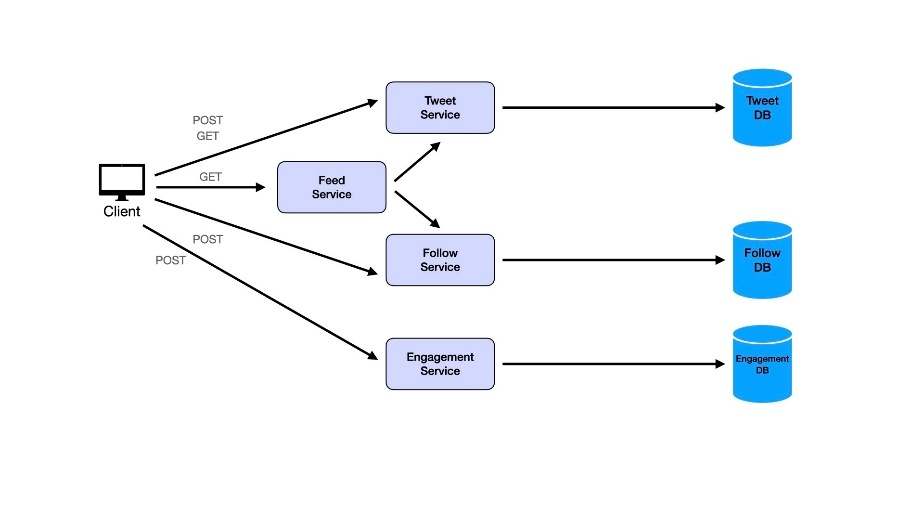 Tweet
Service
Tweet
DB
POST
GET
GET
Feed
Service
Client
POST
POST
Follow
Service
Follow
DB
Engagement
Service
Engagement
DB